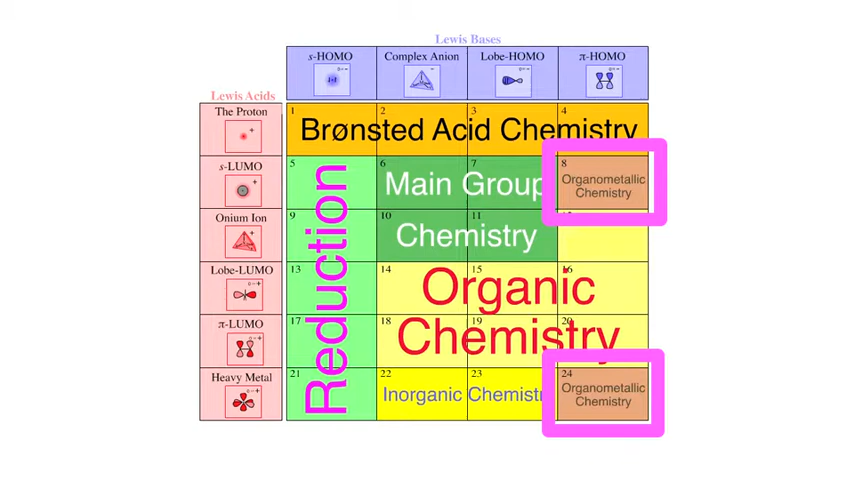 Lewis Bases
s-HOMO Complex Anion Lobe-HOMO π-HOMO
Lewis Acids
The Proton
1 2 3 4
Brønsted Acid Chemistry
s-LUMO
5 6 7 8
Main Group
Organometallic
Chemistry
Onium Ion
9 10 11
Chemistry
Reduction
Lobe-LUMO
13 14 15 16
Organic
π-LUMO
17 18 19 20
Chemistry
Heavy Metal
21 22 23 24
Inorganic Chemistr
Organometallic
Chemistry